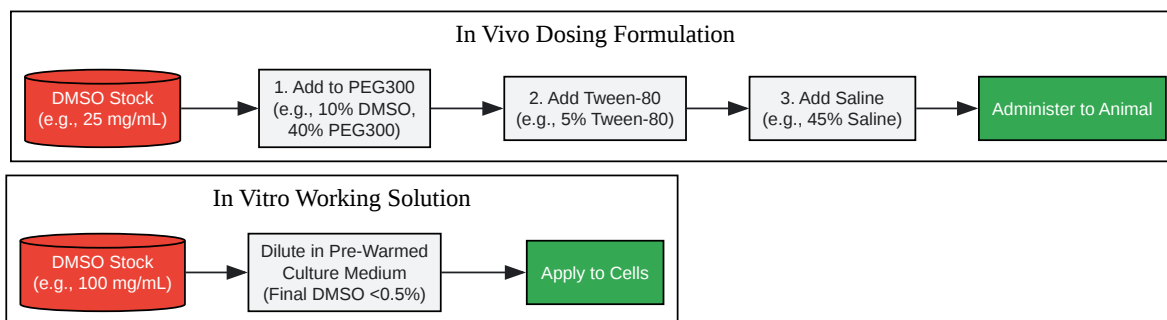 In Vivo Dosing Formulation
DMSO Stock
(e.g., 25 mg/mL)
1. Add to PEG300
(e.g., 10% DMSO,
40% PEG300)
2. Add Tween-80
(e.g., 5% Tween-80)
3. Add Saline
(e.g., 45% Saline)
Administer to Animal
In Vitro Working Solution
DMSO Stock
(e.g., 100 mg/mL)
Dilute in Pre-Warmed
Culture Medium
(Final DMSO <0.5%)
Apply to Cells